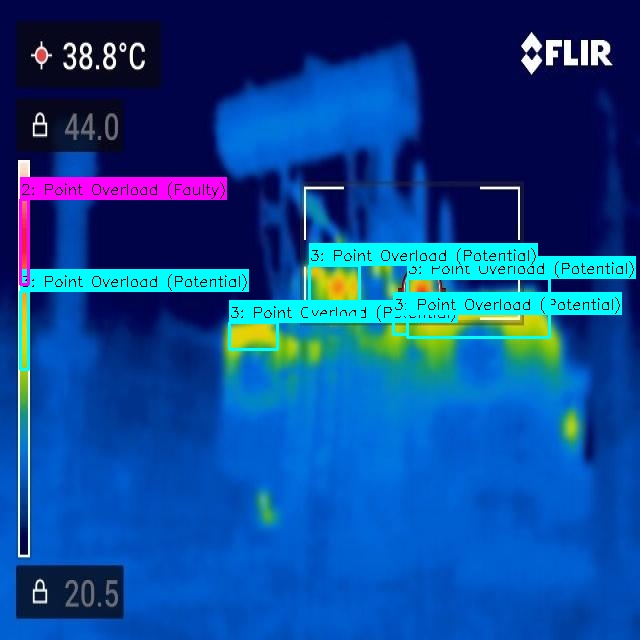 38.8°C
FLIR
44.0
2: Point Overload (Faulty)
3: Point Overload (Potential)
3: Point Overload (Potential)
3: Point Overload (Potential)
3: Point Overload (Potential)
3: Point Overload (Potential)
20.5